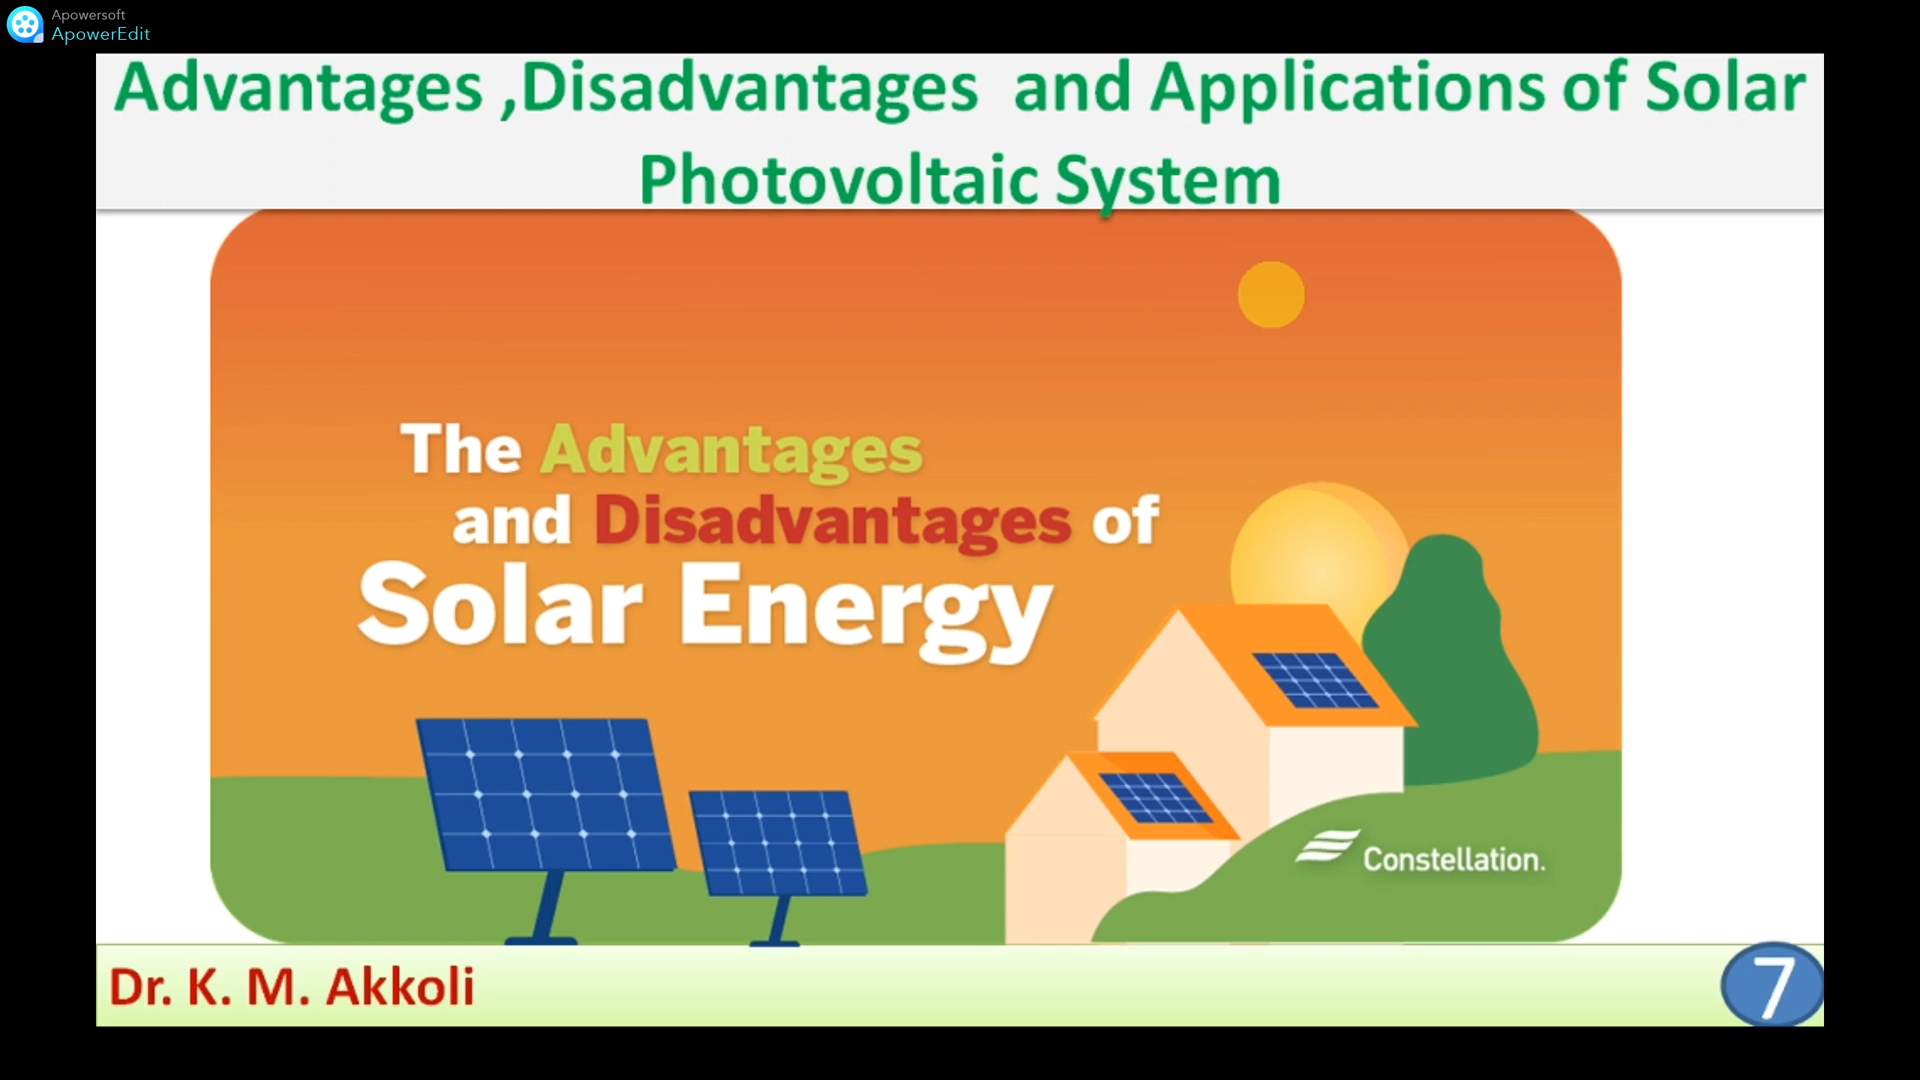 Apowersoft
ApowerEdit
Advantages ,Disadvantages and Applications of Solar
Photovoltaic System
The Advantages
and Disadvantages of
Solar Energy
Constellation.
Dr. K. M. Akkoli
7